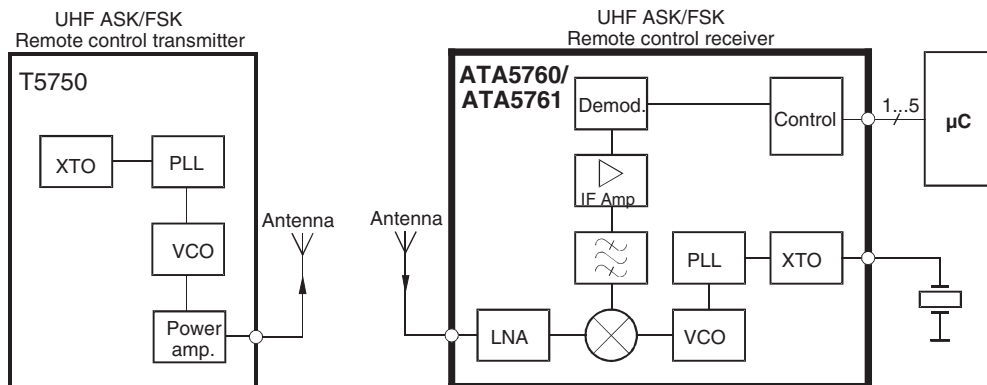 UHF ASK/FSK
Remote control transmitter
T5750
XTO
PLL
VCO
Power
amp.
Antenna
Antenna
UHF ASK/FSK
Remote control receiver
ATA5760/
ATA5761
Demod.
Control
1...5
µC
IF Amp
PLL
XTO
LNA
VCO